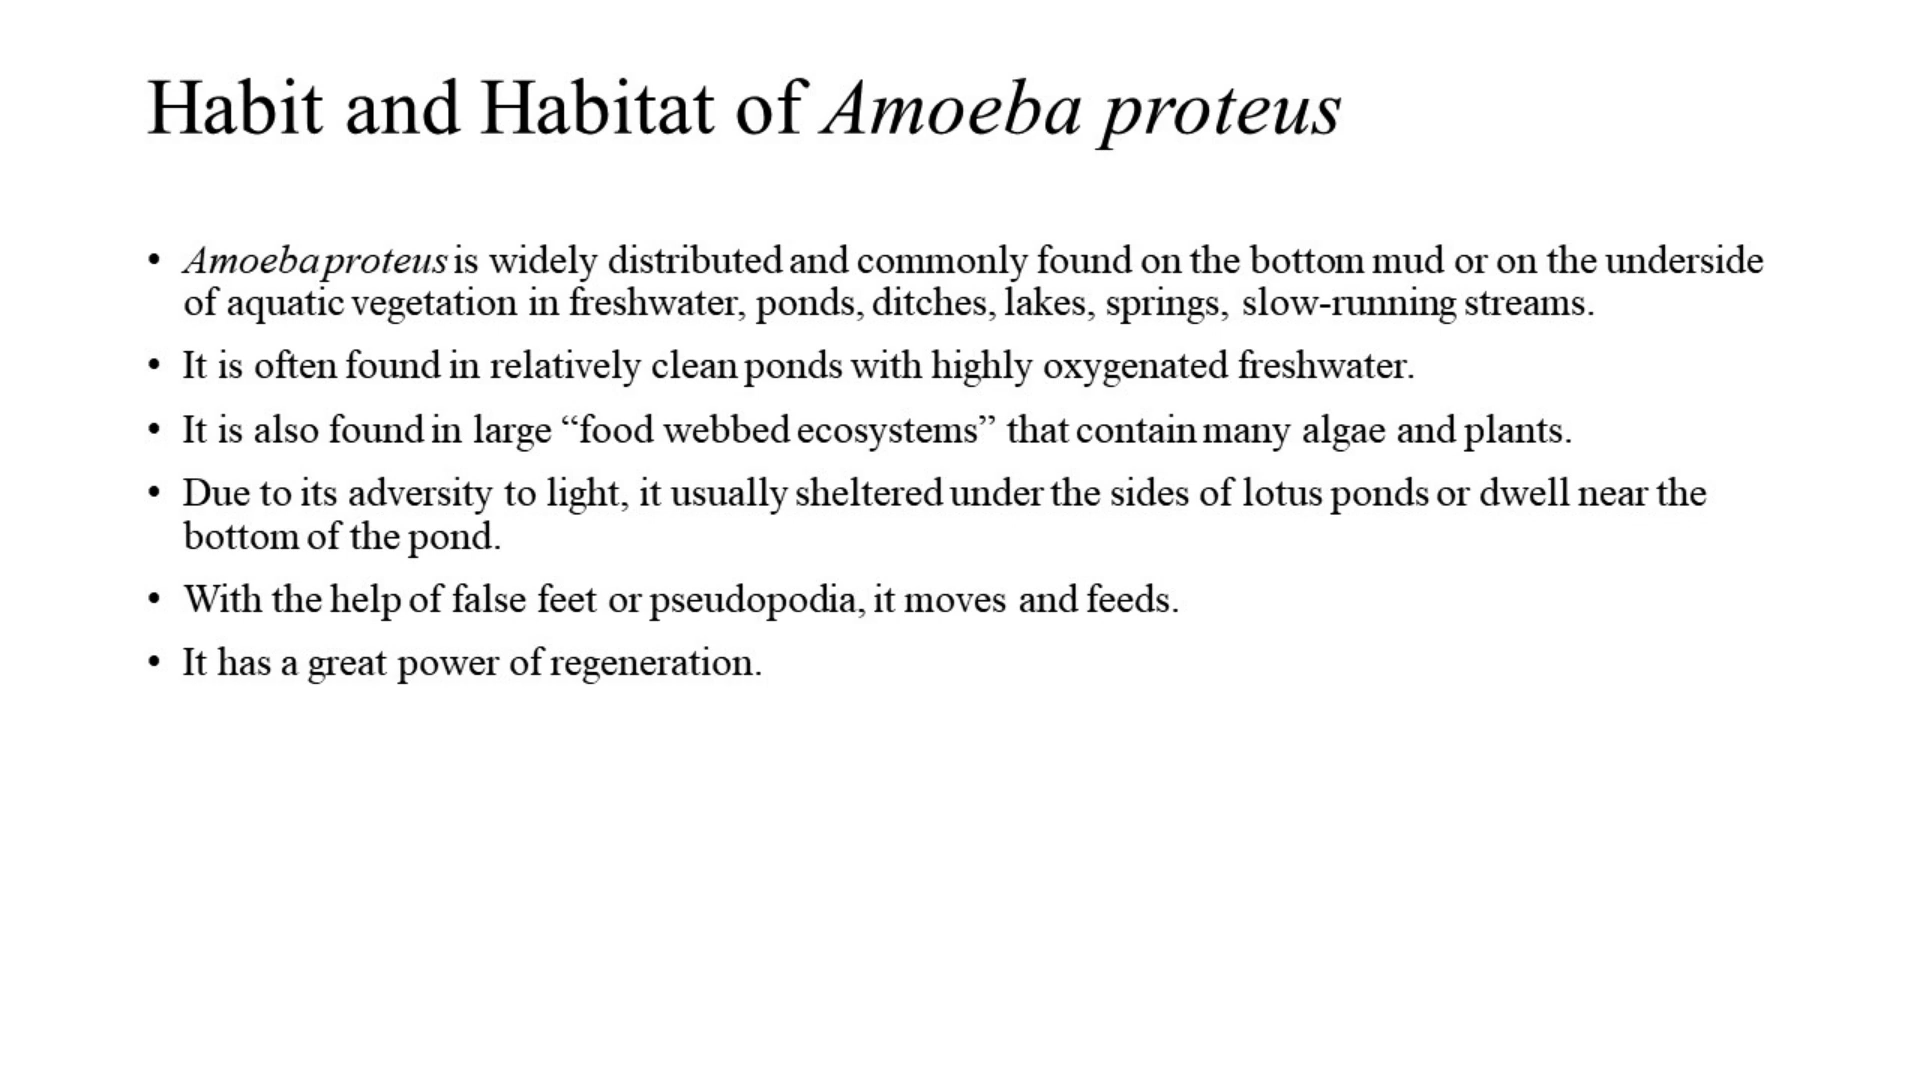 Habit and Habitat of Amoeba proteus
• Amoeba proteus is widely distributed and commonly found on the bottom mud or on the underside
of aquatic vegetation in freshwater, ponds, ditches, lakes, springs, slow-running streams.
• It is often found in relatively clean ponds with highly oxygenated freshwater.
• It is also found in large “food webbed ecosystems” that contain many algae and plants.
• Due to its adversity to light, it usually sheltered under the sides of lotus ponds or dwell near the
bottom of the pond.
• With the help of false feet or pseudopodia, it moves and feeds.
• It has a great power of regeneration.